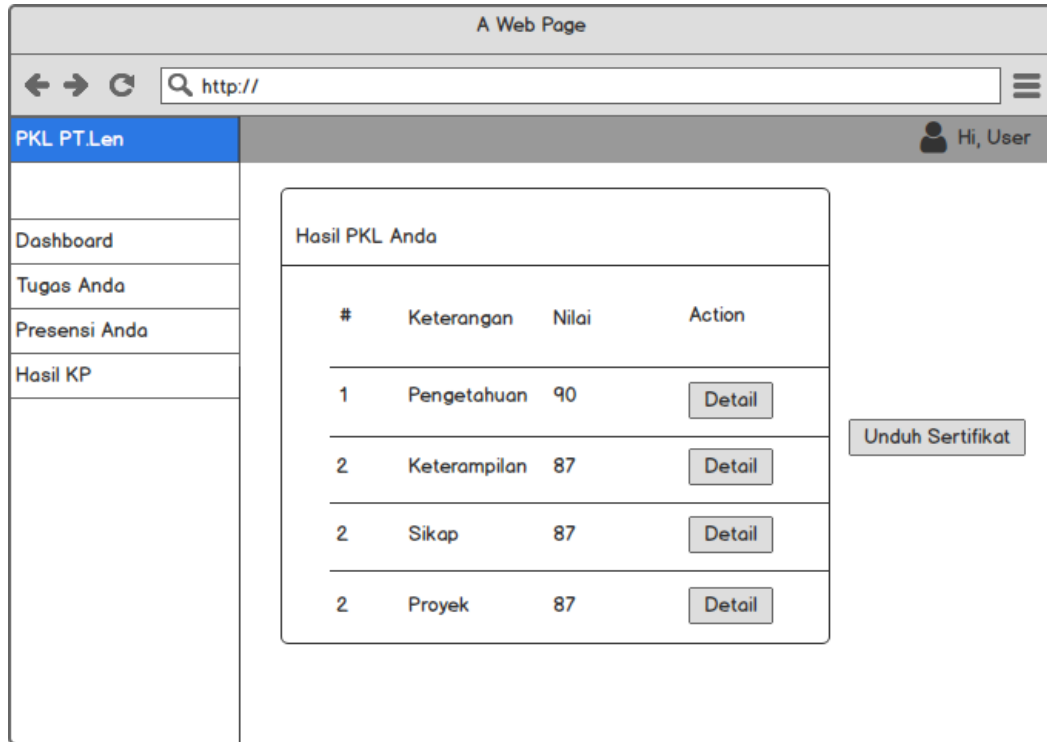 A Web Page
http://
PKL PT.Len
Hi, User
Dashboard
Tugas Anda
Presensi Anda
Hasil KP
Hasil PKL Anda
# Keterangan Nilai Action
1 Pengetahuan 90 Detail
2 Keterampilan 87 Detail
2 Sikap 87 Detail
2 Proyek 87 Detail
Unduh Sertifikat